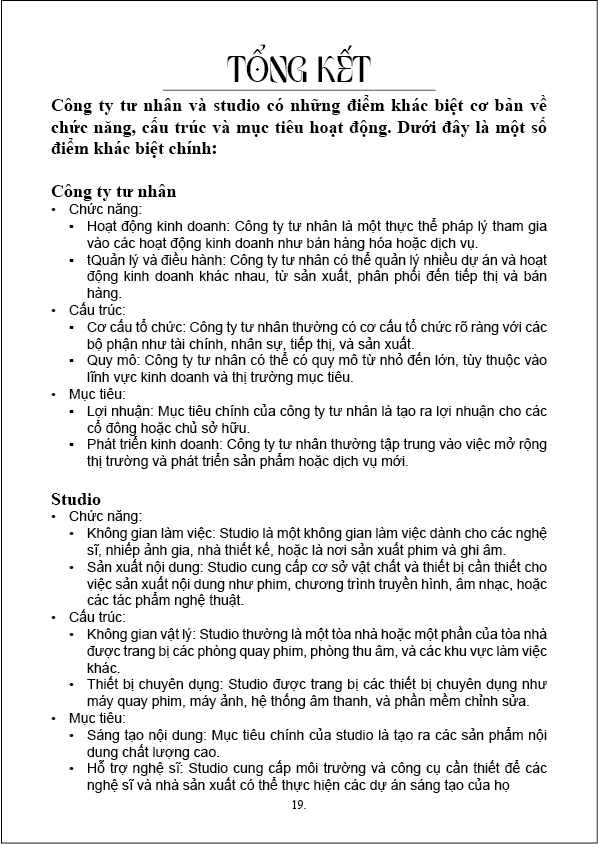 TỔNG KẾT
Công ty tư nhân và studio có những điểm khác biệt cơ bản về
chức năng, cấu trúc và mục tiêu hoạt động. Dưới đây là một số
điểm khác biệt chính:
Công ty tư nhân
• Chức năng:
▪ Hoạt động kinh doanh: Công ty tư nhân là một thực thể pháp lý tham gia
vào các hoạt động kinh doanh như bán hàng hóa hoặc dịch vụ.
▪ tQuản lý và điều hành: Công ty tư nhân có thể quản lý nhiều dự án và hoạt
động kinh doanh khác nhau, từ sản xuất, phân phối đến tiếp thị và bán
hàng.
• Cấu trúc:
▪ Cơ cấu tổ chức: Công ty tư nhân thường có cơ cấu tổ chức rõ ràng với các
bộ phận như tài chính, nhân sự, tiếp thị, và sản xuất.
▪ Quy mô: Công ty tư nhân có thể có quy mô từ nhỏ đến lớn, tùy thuộc vào
lĩnh vực kinh doanh và thị trường mục tiêu.
• Mục tiêu:
▪ Lợi nhuận: Mục tiêu chính của công ty tư nhân là tạo ra lợi nhuận cho các
cổ đông hoặc chủ sở hữu.
▪ Phát triển kinh doanh: Công ty tư nhân thường tập trung vào việc mở rộng
thị trường và phát triển sản phẩm hoặc dịch vụ mới.
Studio
• Chức năng:
• Không gian làm việc: Studio là một không gian làm việc dành cho các nghệ
sĩ, nhiếp ảnh gia, nhà thiết kế, hoặc là nơi sản xuất phim và ghi âm.
• Sản xuất nội dung: Studio cung cấp cơ sở vật chất và thiết bị cần thiết cho
việc sản xuất nội dung như phim, chương trình truyền hình, âm nhạc, hoặc
các tác phẩm nghệ thuật.
• Cấu trúc:
• Không gian vật lý: Studio thường là một tòa nhà hoặc một phần của tòa nhà
được trang bị các phòng quay phim, phòng thu âm, và các khu vực làm việc
khác.
• Thiết bị chuyên dụng: Studio được trang bị các thiết bị chuyên dụng như
máy quay phim, máy ảnh, hệ thống âm thanh, và phần mềm chỉnh sửa.
• Mục tiêu:
• Sáng tạo nội dung: Mục tiêu chính của studio là tạo ra các sản phẩm nội
dung chất lượng cao.
• Hỗ trợ nghệ sĩ: Studio cung cấp môi trường và công cụ cần thiết để các
nghệ sĩ và nhà sản xuất có thể thực hiện các dự án sáng tạo của họ
19.